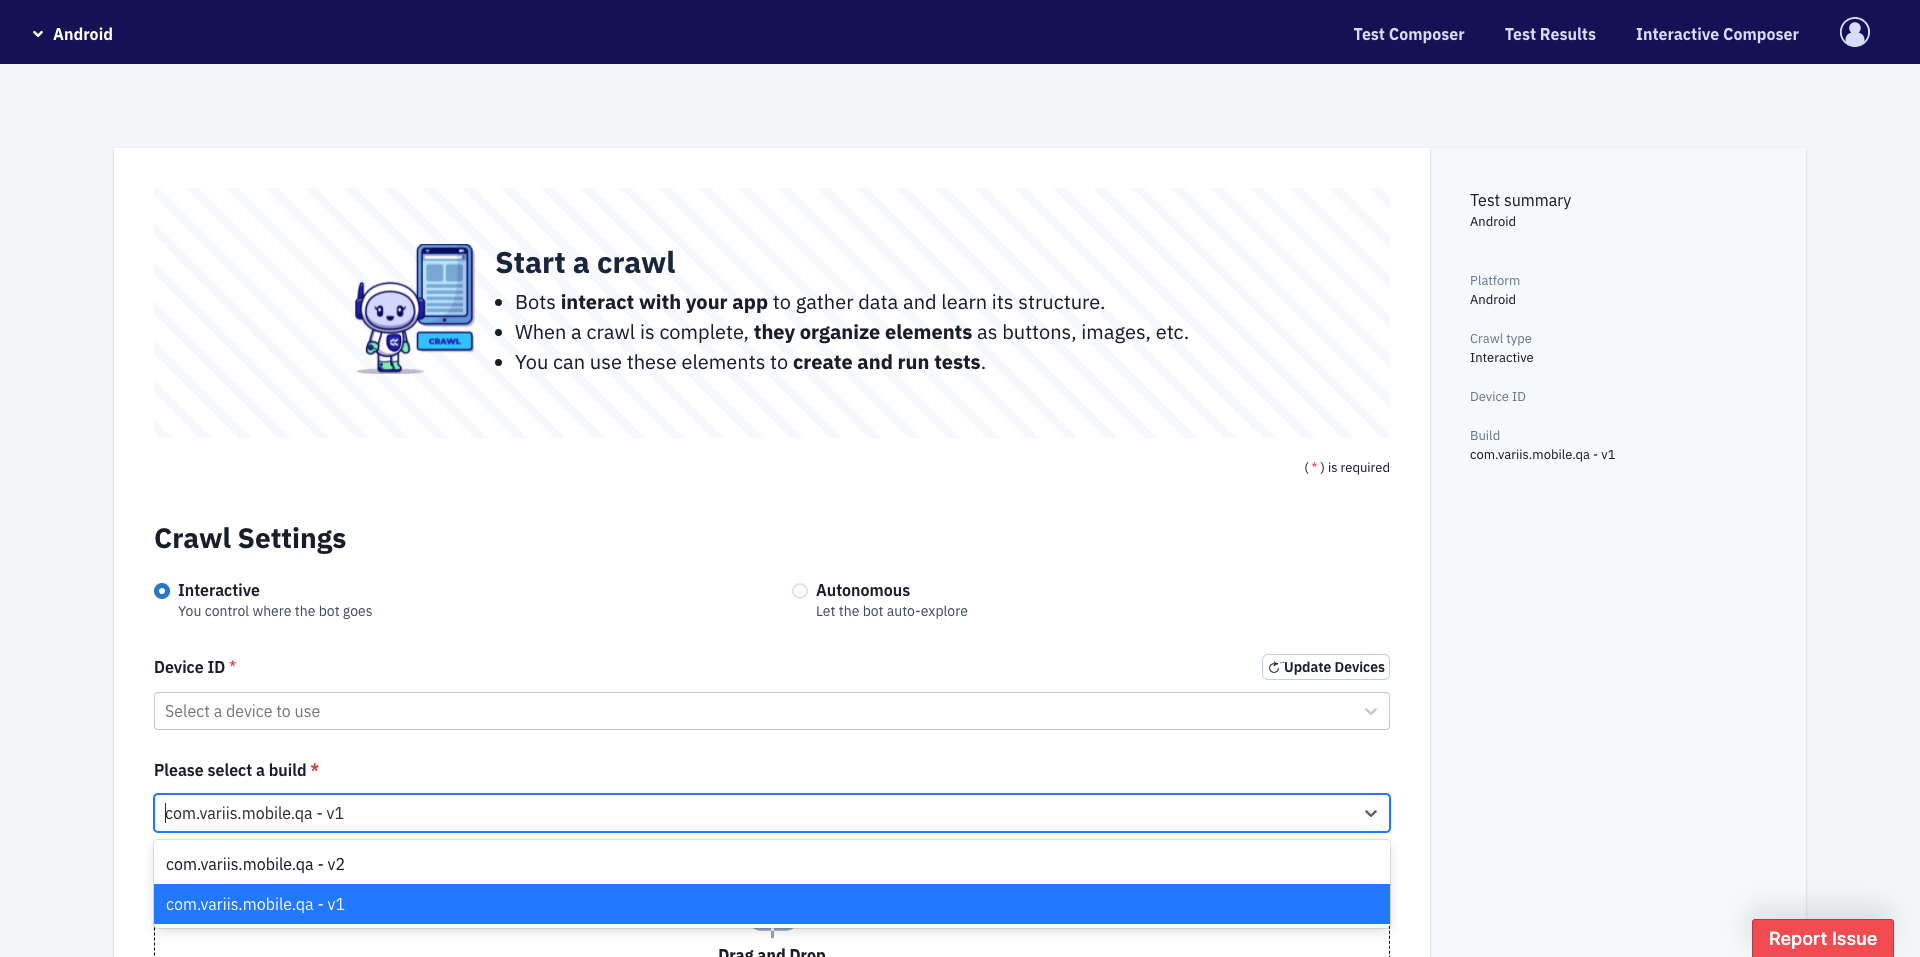 Android
Test Composer
Test Results
Interactive Composer
CRAWL
Start a crawl
Bots interact with your app to gather data and learn its structure.
When a crawl is complete, they organize elements as buttons, images, etc.
You can use these elements to create and run tests.
( * ) is required
Crawl Settings
Interactive
You control where the bot goes
Autonomous
Let the bot auto-explore
Device ID *
Update Devices
Select a device to use
Please select a build *
com.variis.mobile.qa - v1
com.variis.mobile.qa - v2
com.variis.mobile.qa - v1
Drag and Drop
Test summary
Android
Platform
Android
Crawl type
Interactive
Device ID
Build
com.variis.mobile.qa - v1
Report Issue